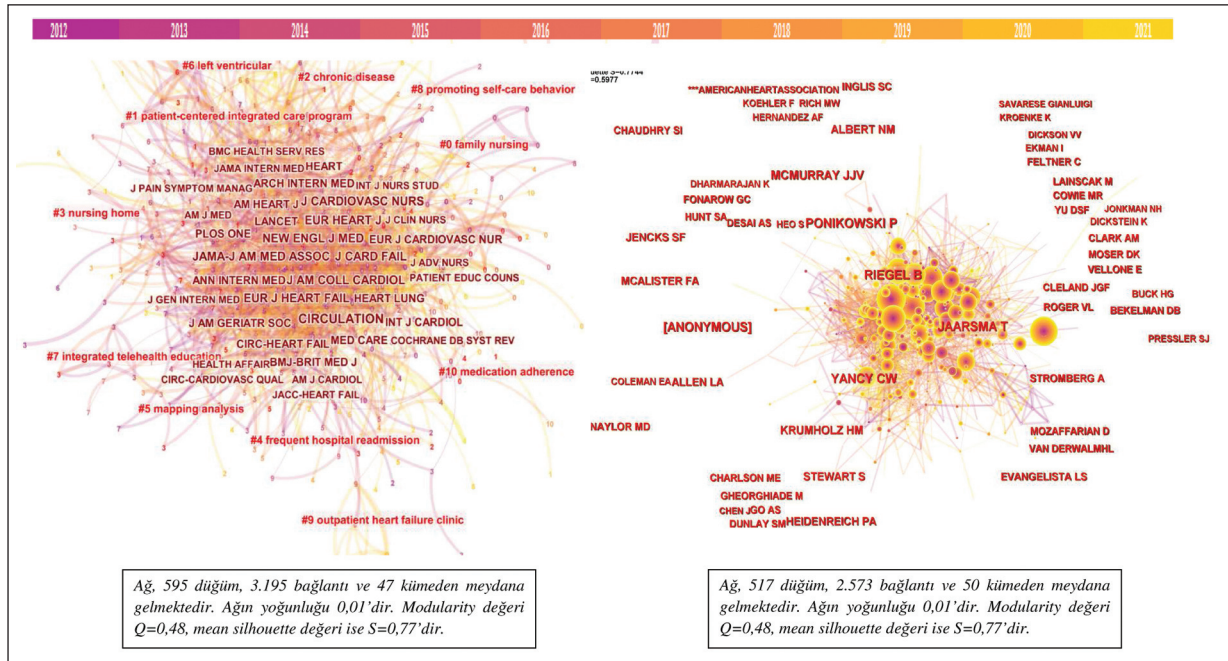 2012 2013 2014 2015 2016 2017 2018 2019 2020 2021
#6 left ventricular
#2 chronic disease
#8 promoting self-care behavior
#1 patient-centered integrated care program
#0 family nursing
BMC HEALTH SERV RES
JAMA INTERN MED HEART
J PAIN SYMPTOM MANAG ARCH INTERN MED INT J NURS STUD
AM HEART J J CARDIOVASC NURS
#3 nursing home
AM J MED LANCET EUR HEART J J CLIN NURS
PLOS ONE NEW ENGL J MED EUR J CARDIOVASC NUR
JAMA-J AM MED ASSOC J CARD FAIL J ADV NURS
ANN INTERN MED J AM COLL CARDIOL PATIENT EDUC COUNS
J GEN INTERN MED EUR J HEART FAIL HEART LUNG
J AM GERIATR SOC CIRCULATION INT J CARDIOL
CIRC-HEART FAIL MED CARE COCHRANE DB SYST REV
#7 integrated telehealth education
HEALTH AFFAIR BMJ-BRIT MED J
#10 medication adherence
CIRC-CARDIOVASC QUAL AM J CARDIOL
JACC-HEART FAIL
#5 mapping analysis
#4 frequent hospital readmission
#9 outpatient heart failure clinic
Ağ, 595 düğüm, 3.195 bağlantı ve 47 kümeden meydana
gelmektedir. Ağın yoğunluğu 0,01'dir. Modularity değeri
Q=0,48, mean silhouette değeri ise S=0,77'dir.
S=0.7744
=0.5977
***AMERICANHEARTASSOCIATION INGLIS SC
KOEHLER F RICH MW
HERNANDEZ AF
CHAUDHRY SI ALBERT NM
SAVARESE GIANLUIGI
KROENKE K
DICKSON VV
EKMAN I
FELTNER C
MCMURRAY JJV
DHARMARAJAN K
FONAROW GC
LAINSCAK M
COWIE MR
YU DSF JONKMAN NH
HUNT SA DESAI AS HEO S PONIKOWSKI P
DICKSTEIN K
JENCKS SF
CLARK AM
MOSER DK
VELLONE E
RIEGEL B
MCALISTER FA
CLELAND JGF
BUCK HG
ROGER VL
BEKELMAN DB
[ANONYMOUS]
JAARSMA T
PRESSLER SJ
COLEMAN EA ALLEN LA
YANCY CW
STROMBERG A
NAYLOR MD
KRUMHOLZ HM
MOZAFFARIAN D
VAN DERWALMHL
CHARLSON ME
STEWART S
EVANGELISTA LS
GHEORGHIADE M
CHEN J GO AS
DUNLAY SM HEIDENREICH PA
Ağ, 517 düğüm, 2.573 bağlantı ve 50 kümeden meydana
gelmektedir. Ağın yoğunluğu 0,01'dir. Modularity değeri
Q=0,48, mean silhouette değeri ise S=0,77'dir.